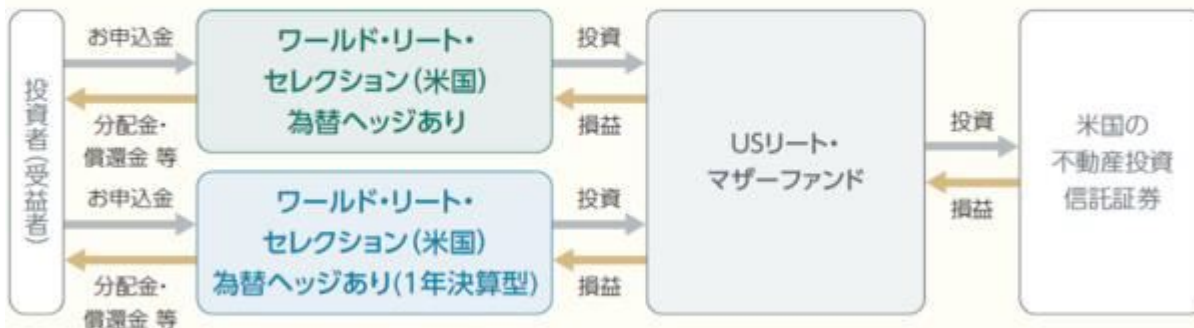 投資者(受益者)
お申込金
分配金・
償還金 等
ワールド・リート・
セレクション(米国)
為替ヘッジあり
投資
損益
お申込金
分配金・
償還金 等
ワールド・リート・
セレクション(米国)
為替ヘッジあり(1年決算型)
投資
損益
USリート・
マザーファンド
投資
損益
米国の
不動産投資
信託証券